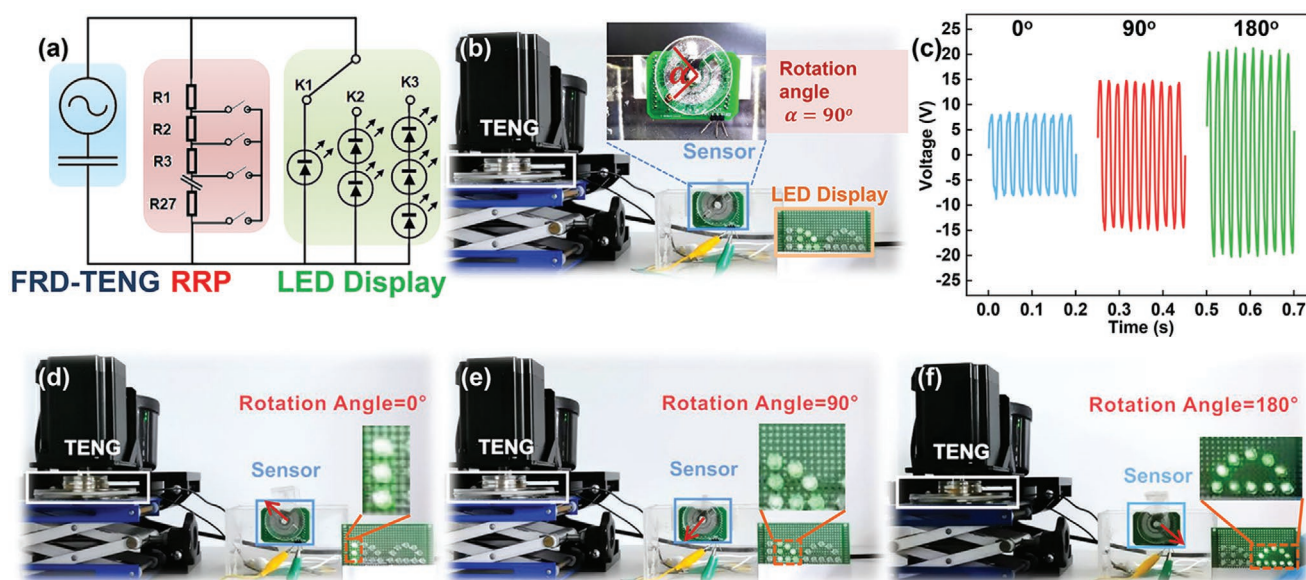 (a)
K1
K2
K3
R1
R2
R3
R27
FRD-TENG RRP LED Display
(b)
TENG
α
Rotation
angle
α = 90°
Sensor
LED Display
(c)
0° 90° 180°
Voltage (V)
25
20
15
10
5
0
-5
-10
-15
-20
-25
0.0 0.1 0.2 0.3 0.4 0.5 0.6 0.7
Time (s)
(d)
Rotation Angle=0°
TENG
Sensor
(e)
Rotation Angle=90°
TENG
Sensor
(f)
Rotation Angle=180°
TENG
Sensor